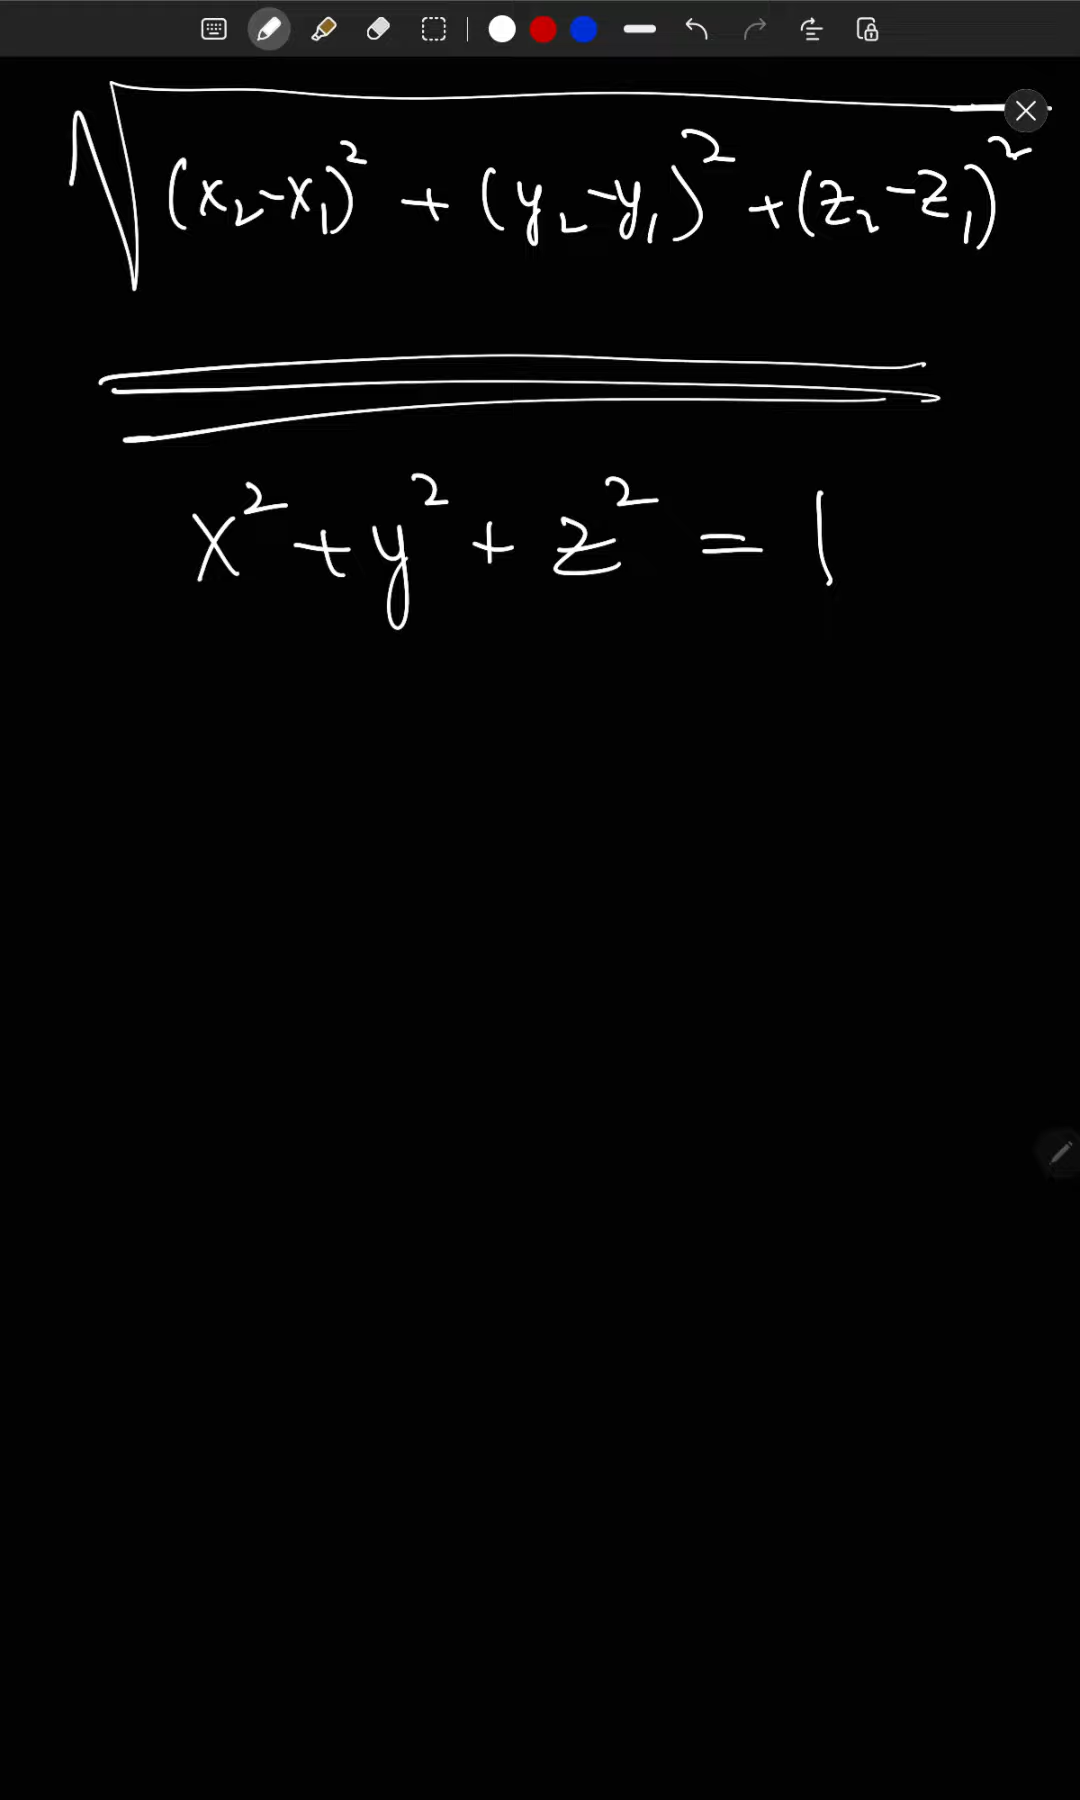 √((x₂-x₁)² + (y₂-y₁)² + (z₂-z₁)²)
x² + y² + z² = 1